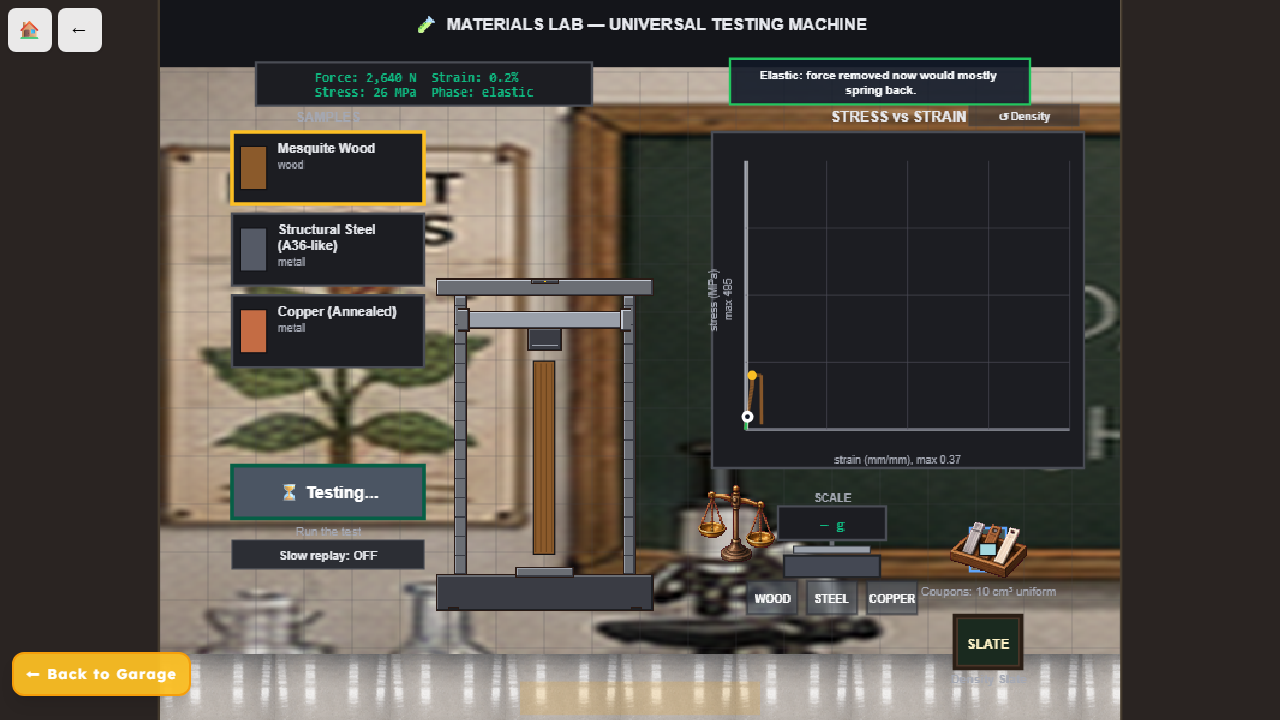 ←
MATERIALS LAB — UNIVERSAL TESTING MACHINE
Force: 2,640 N Strain: 0.2%
Stress: 26 MPa Phase: elastic
Elastic: force removed now would mostly
spring back.
SAMPLES
STRESS vs STRAIN
↺ Density
Mesquite Wood
wood
Structural Steel
(A36-like)
metal
Copper (Annealed)
metal
stress (MPa)
max 485
strain (mm/mm), max 0.37
Testing...
Run the test
Slow replay: OFF
SCALE
— g
WOOD
STEEL
COPPER
Coupons: 10 cm³ uniform
SLATE
← Back to Garage